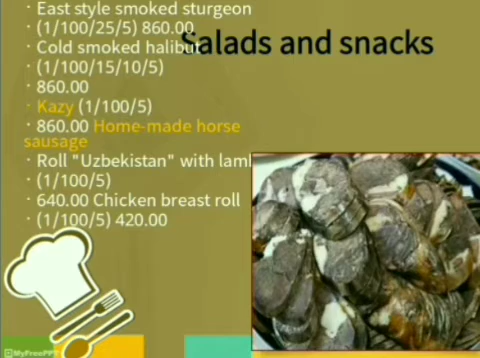 Salads and snacks
· East style smoked sturgeon
· (1/100/25/5) 860.00
· Cold smoked halibut
· (1/100/15/10/5)
· 860.00
· Kazy (1/100/5)
· 860.00 Home-made horse
sausage
· Roll "Uzbekistan" with lamb
· (1/100/5)
· 640.00 Chicken breast roll
· (1/100/5) 420.00
MyFreePPT